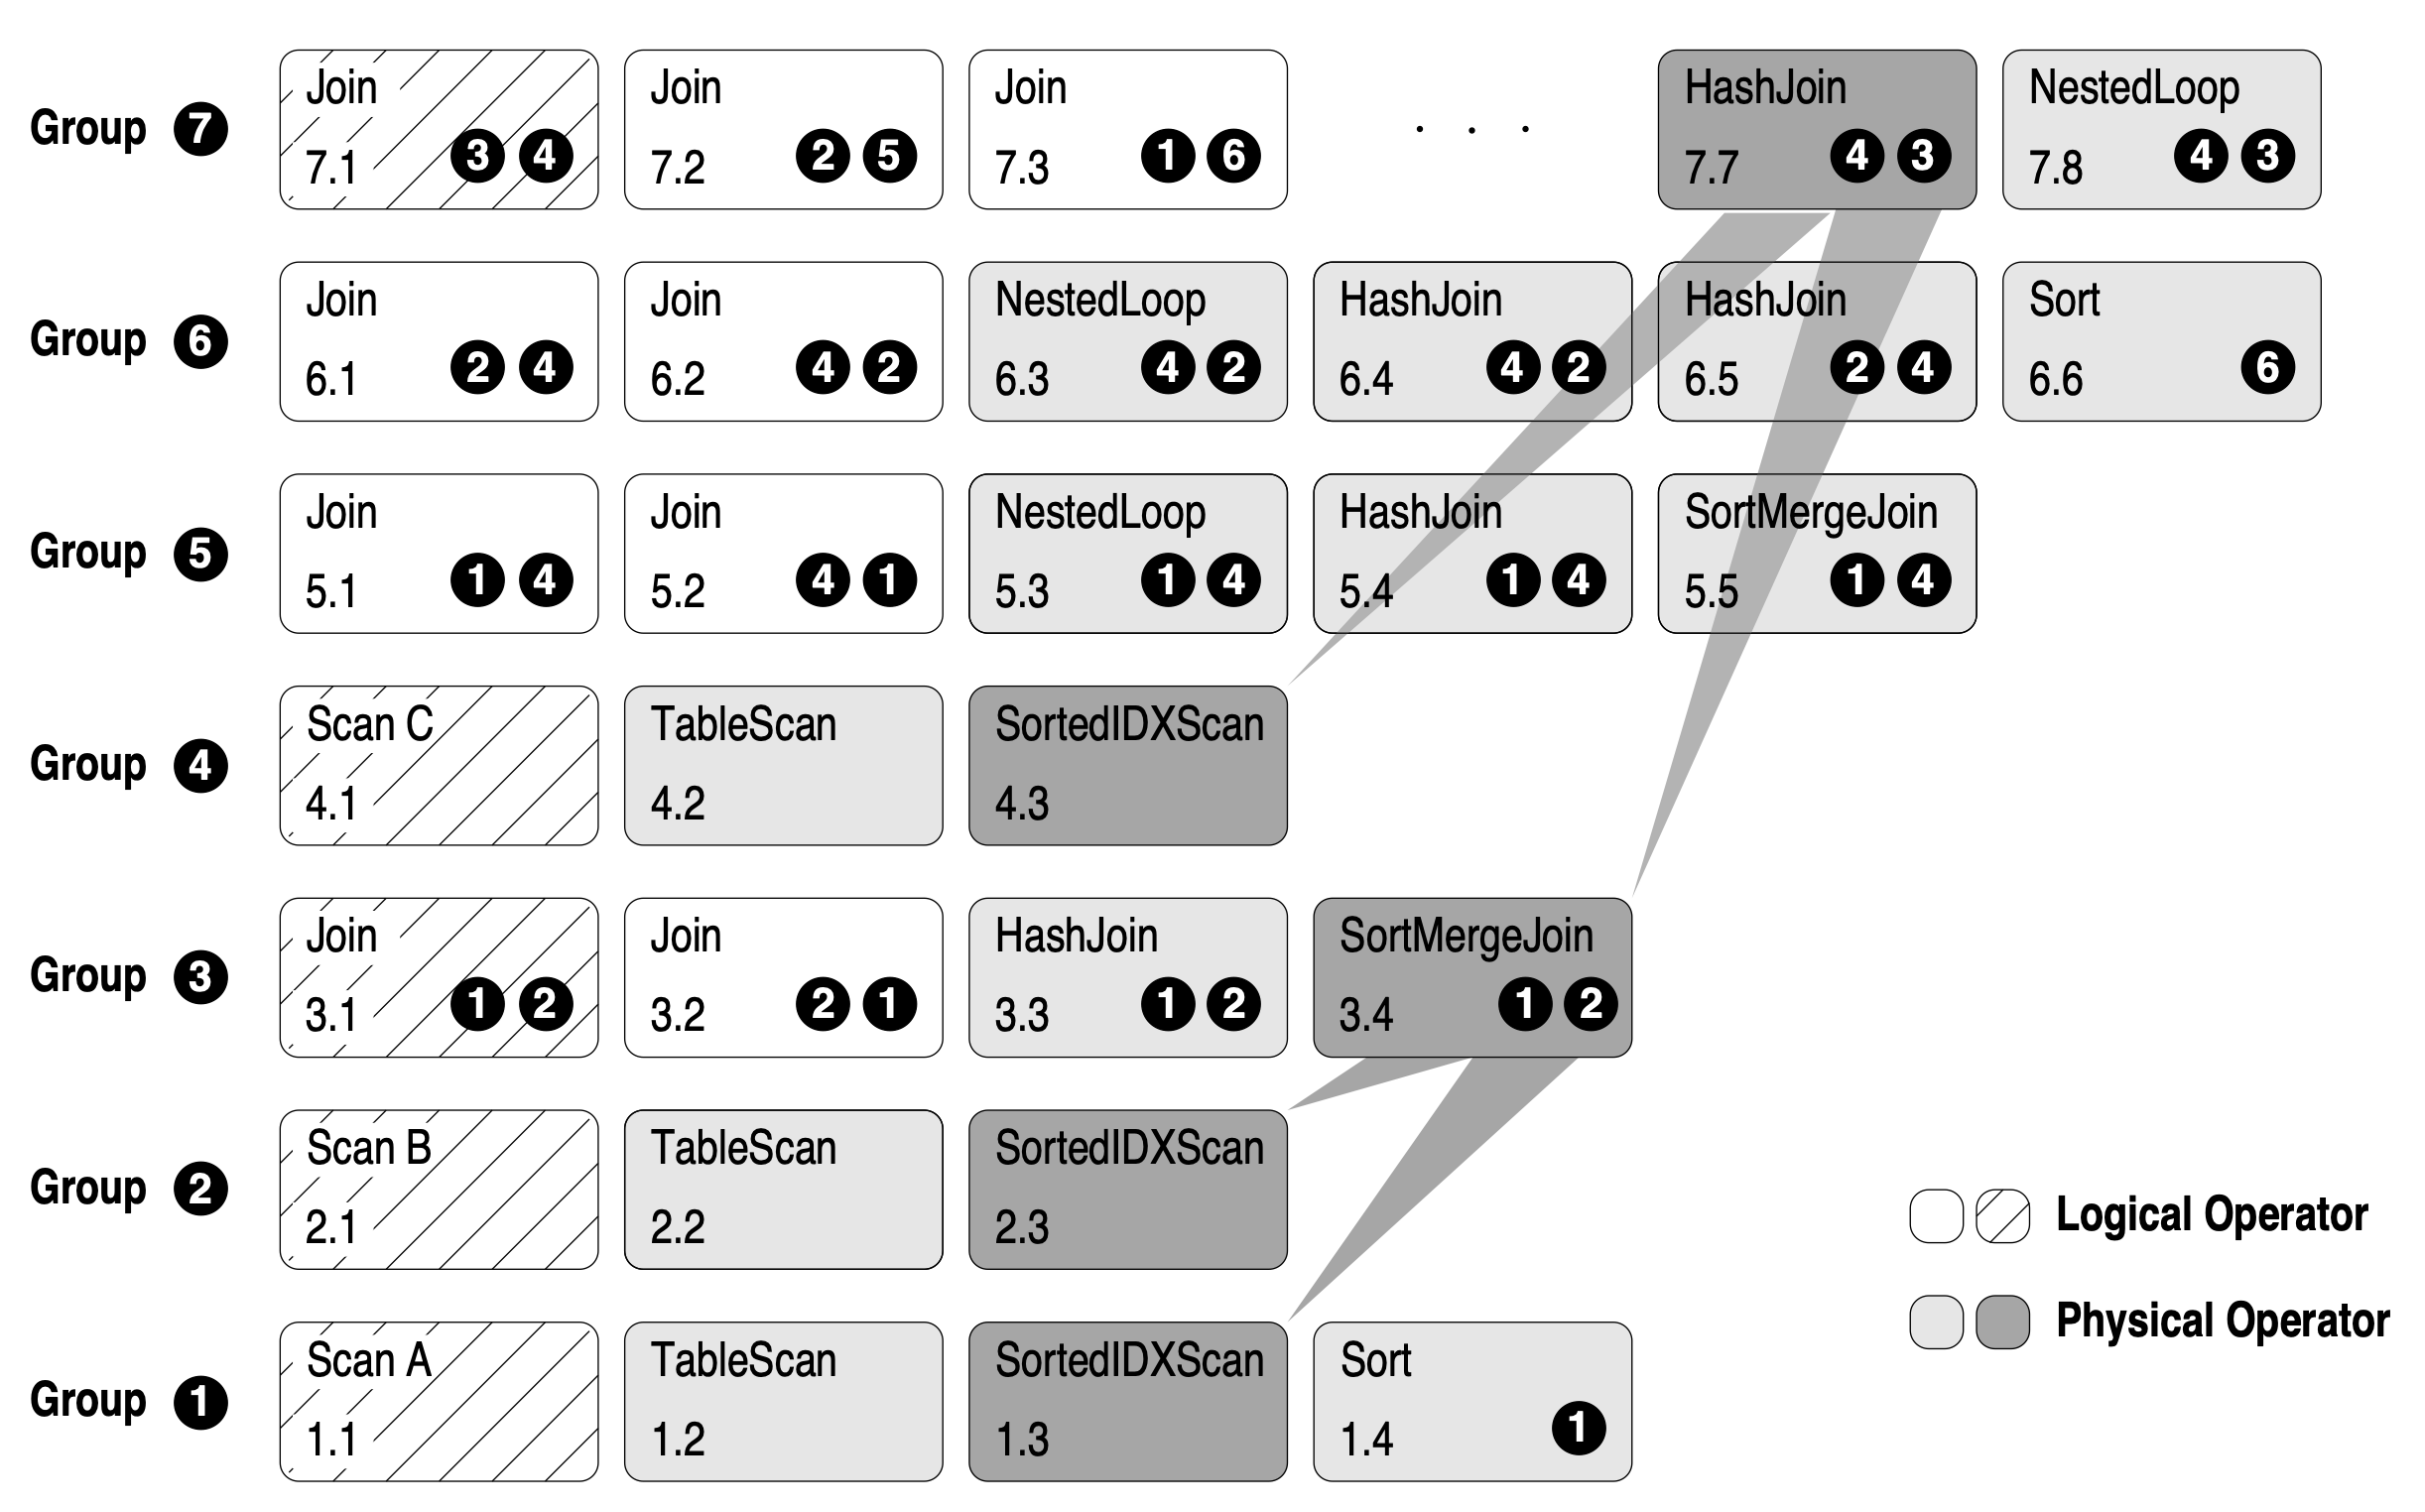 Group 7
Join
7.1 3 4
Join
7.2 2 5
Join
7.3 1 6
. . .
HashJoin
7.7 4 3
NestedLoop
7.8 4 3
Group 6
Join
6.1 2 4
Join
6.2 4 2
NestedLoop
6.3 4 2
HashJoin
6.4 4 2
HashJoin
6.5 2 4
Sort
6.6 6
Group 5
Join
5.1 1 4
Join
5.2 4 1
NestedLoop
5.3 1 4
HashJoin
5.4 1 4
SortMergeJoin
5.5 1 4
Group 4
Scan C
4.1
TableScan
4.2
SortedIDXScan
4.3
Group 3
Join
3.1 1 2
Join
3.2 2 1
HashJoin
3.3 1 2
SortMergeJoin
3.4 1 2
Group 2
Scan B
2.1
TableScan
2.2
SortedIDXScan
2.3
Group 1
Scan A
1.1
TableScan
1.2
SortedIDXScan
1.3
Sort
1.4 1
Logical Operator
Physical Operator